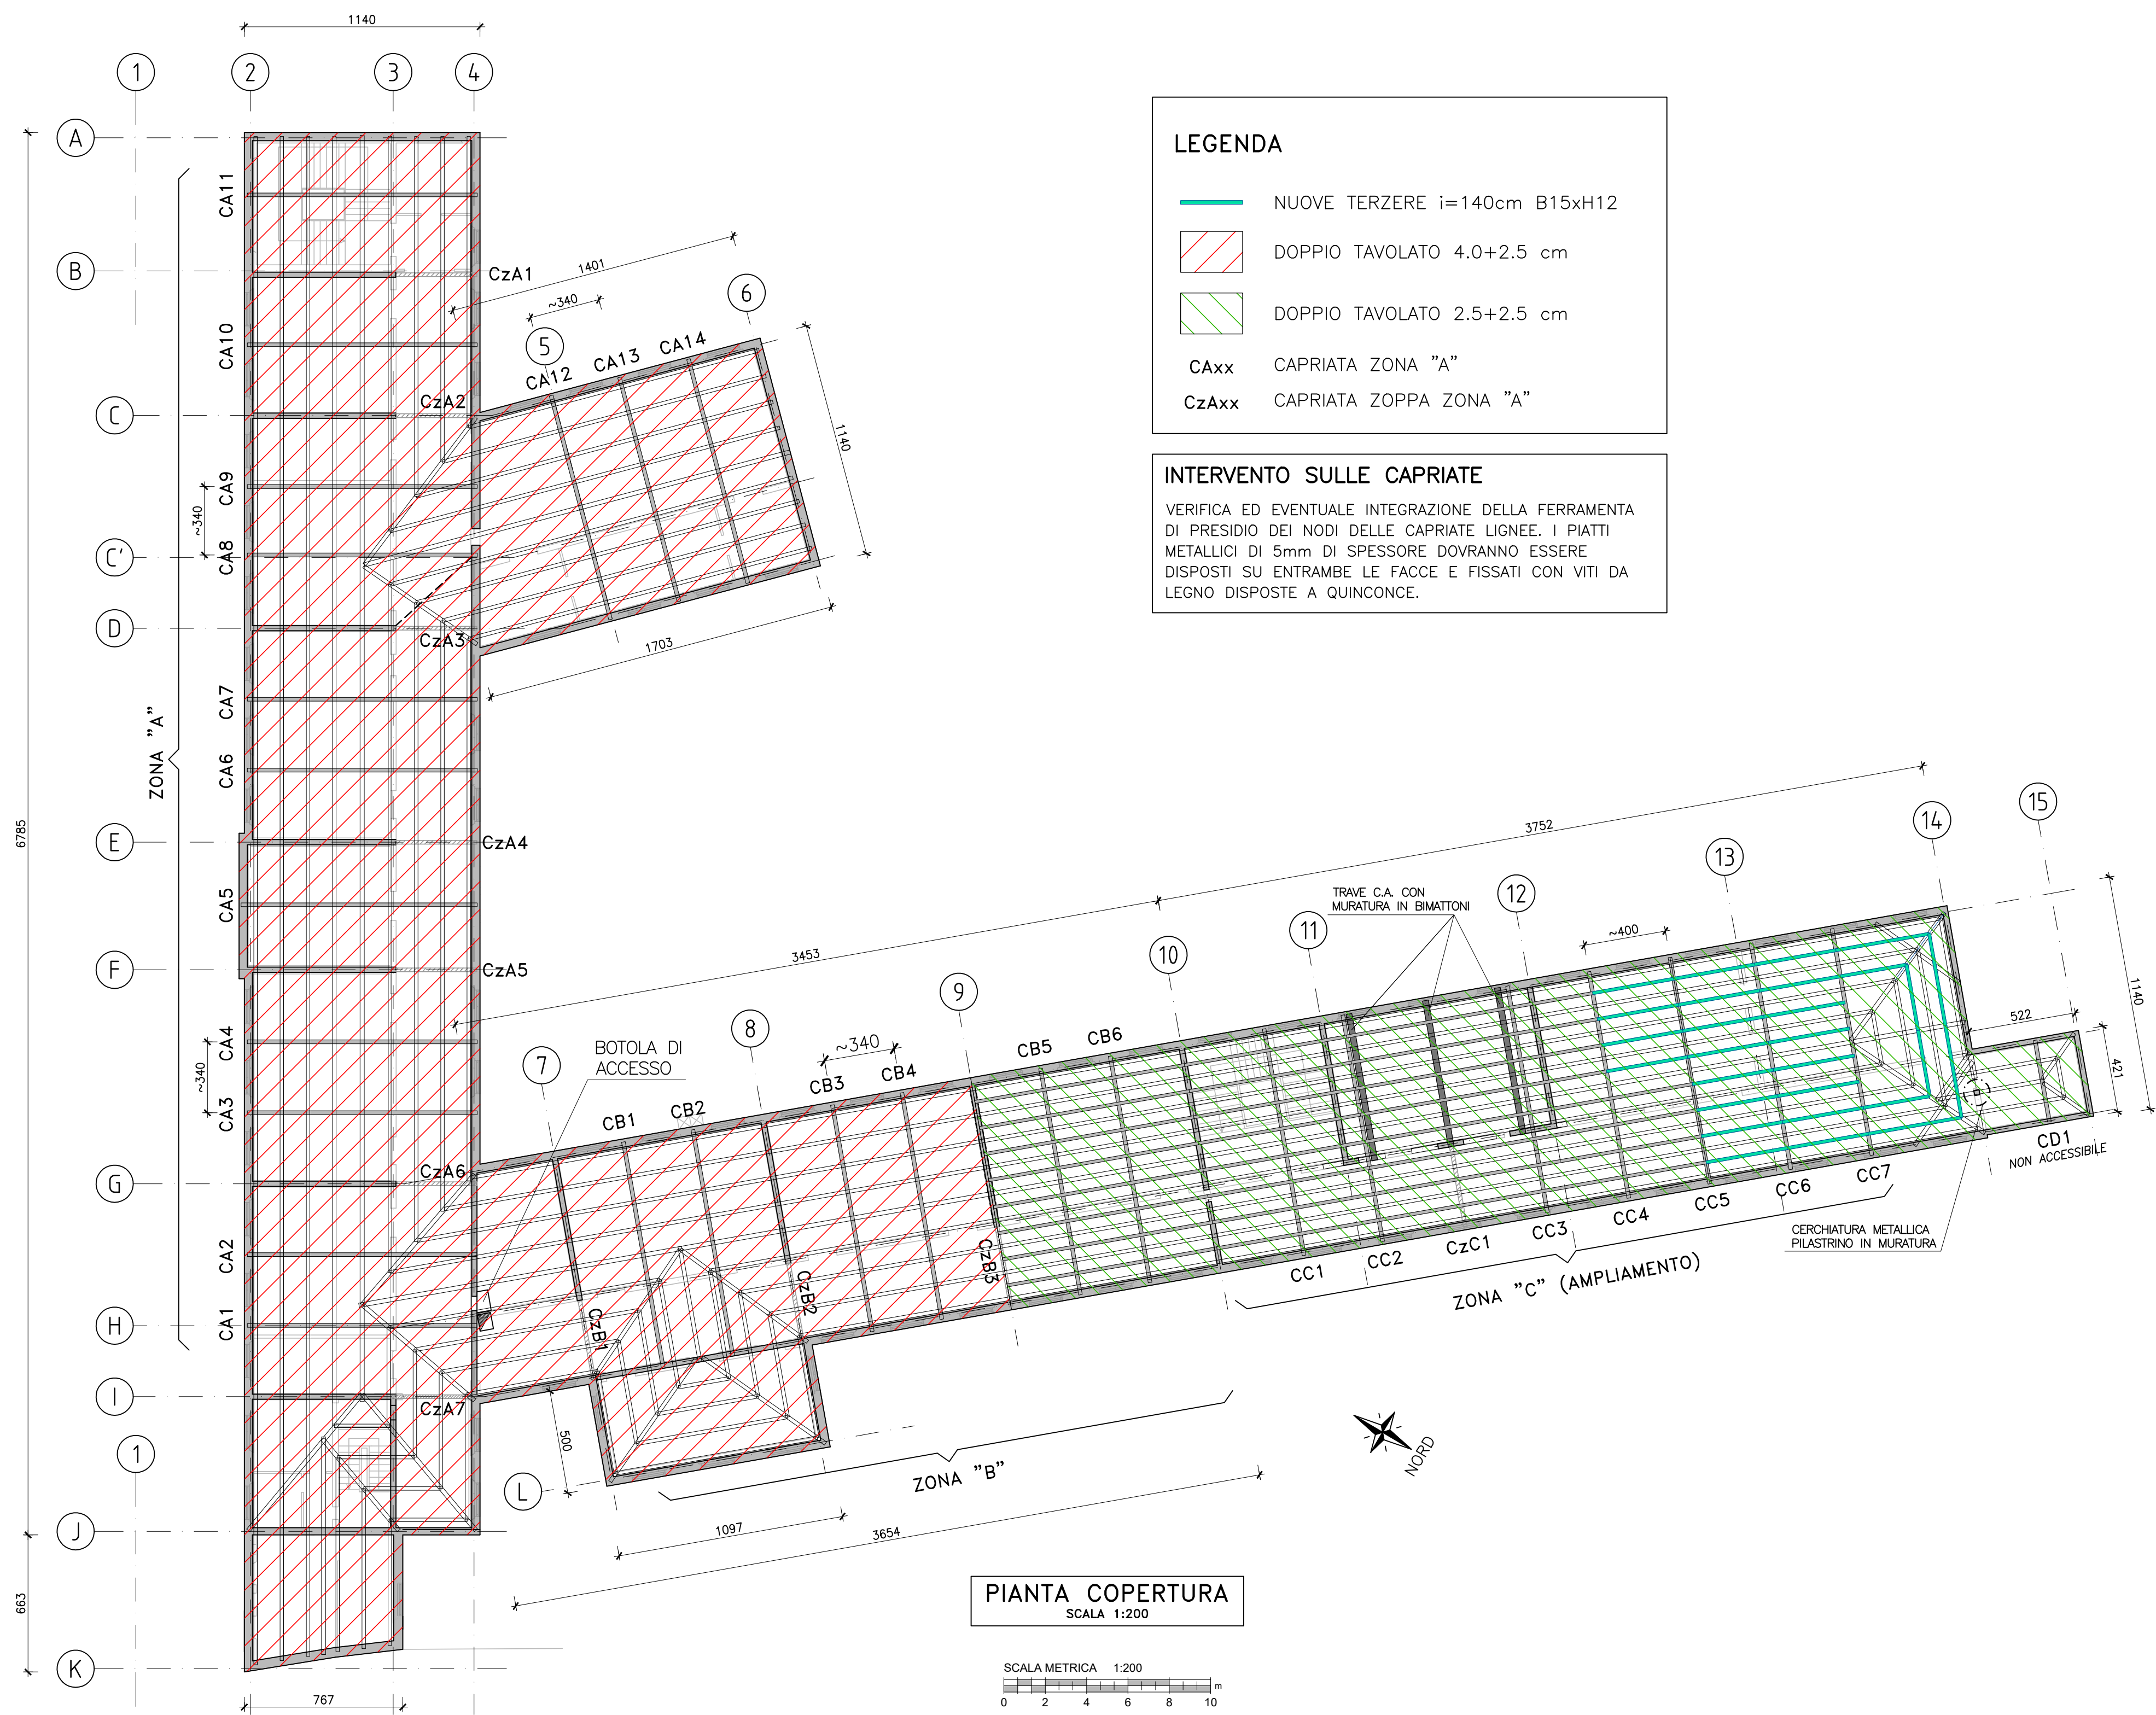 1140
1
2
3
4
A
B
C
C'
D
E
F
G
H
I
1
J
K
6785
663
767
ZONA "A"
CA11
CA10
CA9
~340
CA8
CA7
CA6
CA5
CA4
~340
CA3
CA2
CA1
CzA1
CzA2
CzA3
CzA4
CzA5
CzA6
CzA7
1401
~340
5
6
CA12
CA13
CA14
1140
1703
LEGENDA
NUOVE TERZERE i=140cm B15xH12
DOPPIO TAVOLATO 4.0+2.5 cm
DOPPIO TAVOLATO 2.5+2.5 cm
CAxx CAPRIATA ZONA "A"
CzAxx CAPRIATA ZOPPA ZONA "A"
INTERVENTO SULLE CAPRIATE
VERIFICA ED EVENTUALE INTEGRAZIONE DELLA FERRAMENTA
DI PRESIDIO DEI NODI DELLE CAPRIATE LIGNEE. I PIATTI
METALLICI DI 5mm DI SPESSORE DOVRANNO ESSERE
DISPOSTI SU ENTRAMBE LE FACCE E FISSATI CON VITI DA
LEGNO DISPOSTE A QUINCONCE.
3453
3752
7
8
9
10
11
12
13
14
15
BOTOLA DI
ACCESSO
~340
CB1
CB2
CB3
CB4
CB5
CB6
TRAVE C.A. CON
MURATURA IN BIMATTONI
~400
1140
522
421
CzB1
CzB2
CzB3
CC1
CC2
CzC1
CC3
CC4
CC5
CC6
CC7
CD1
NON ACCESSIBILE
CERCHIATURA METALLICA
PILASTRINO IN MURATURA
ZONA "C" (AMPLIAMENTO)
500
L
ZONA "B"
1097
3654
NORD
PIANTA COPERTURA
SCALA 1:200
SCALA METRICA 1:200
m
0 2 4 6 8 10